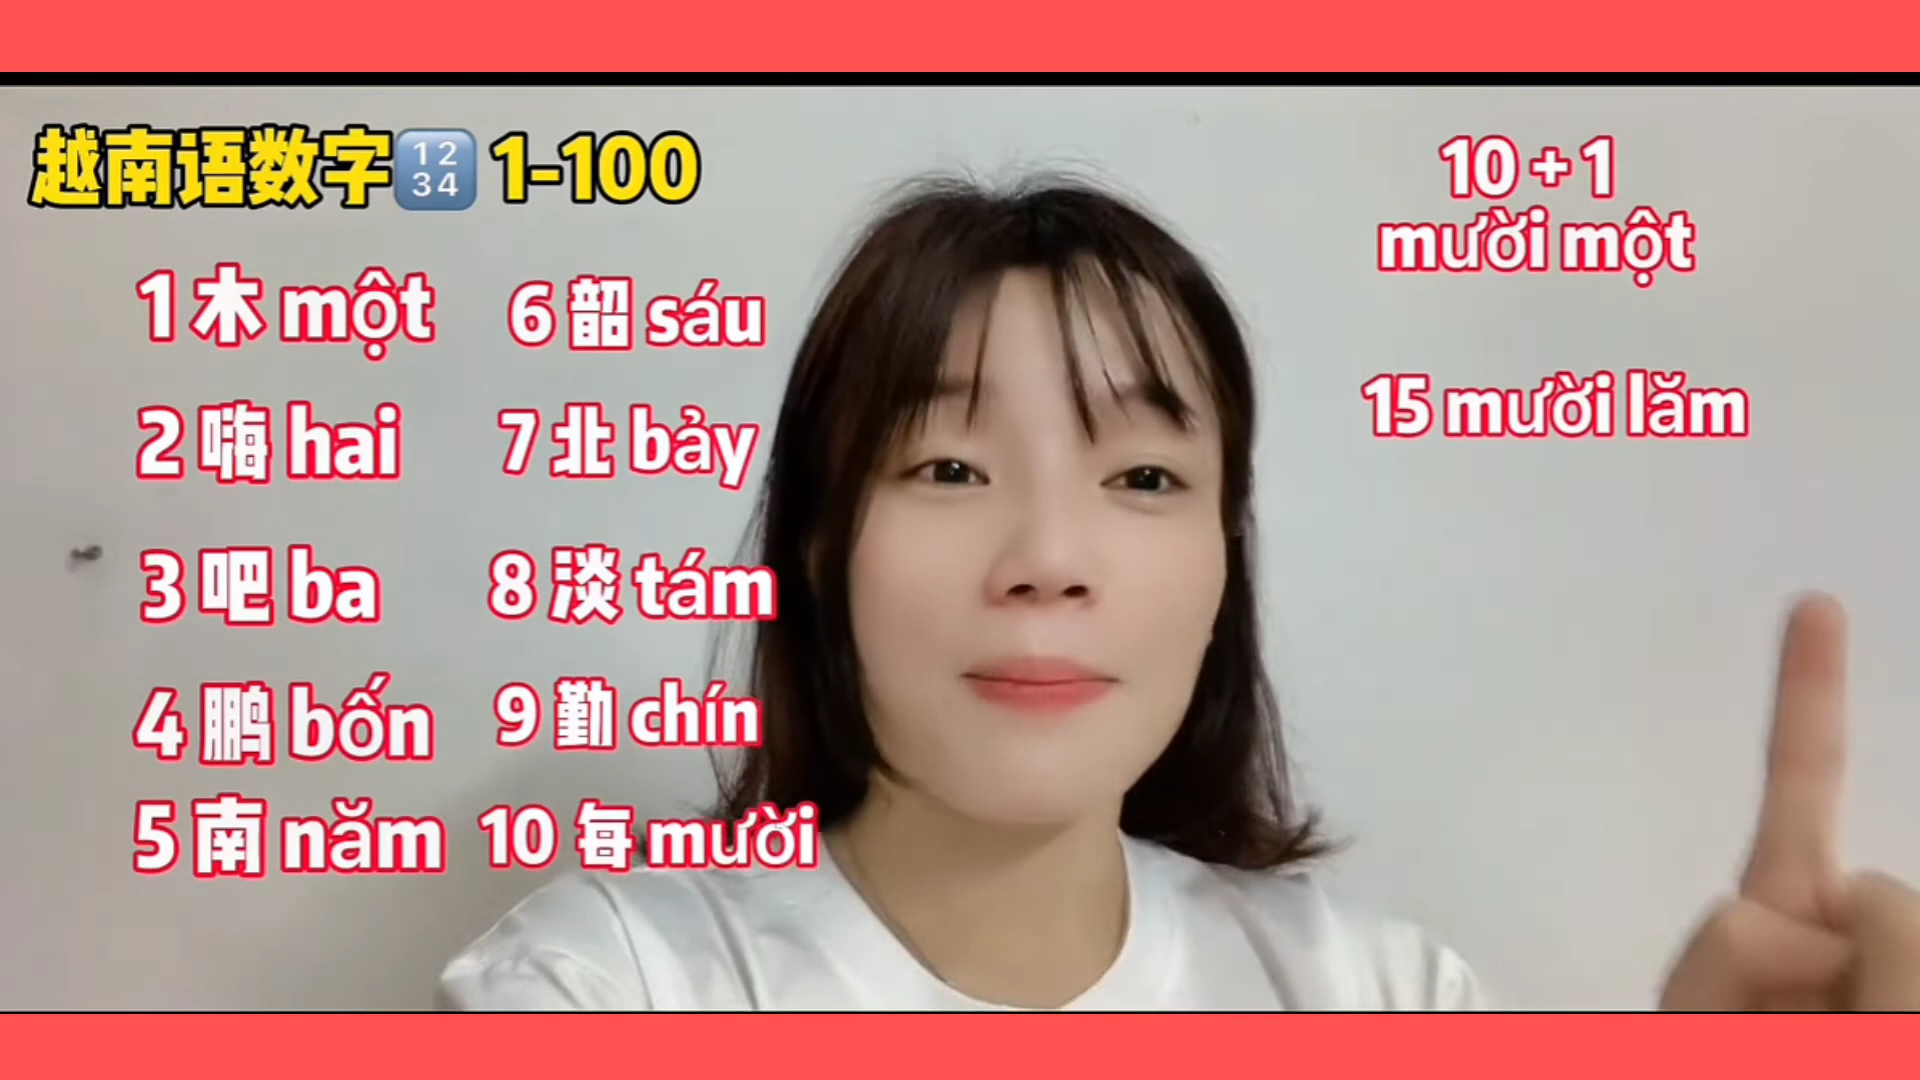 越南语数字🔢 1-100
1 木 một
2 嗨 hai
3 吧 ba
4 鹏 bốn
5 南 năm
6 韶 sáu
7 北 bảy
8 淡 tám
9 勤 chín
10 每 mười
10 + 1
mười một
15 mười lăm